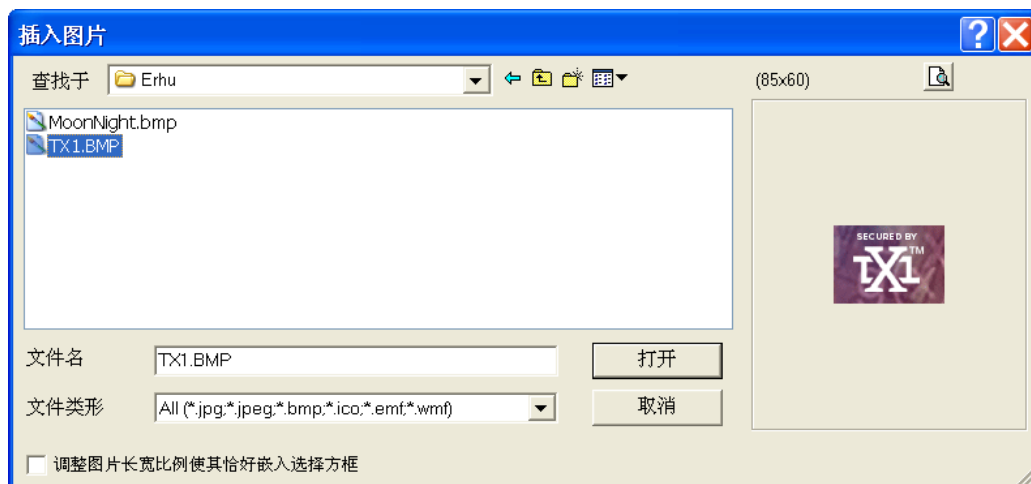 插入图片
查找于 Erhu (85x60)
MoonNight.bmp
TX1.BMP
SECURED BY
TX1™
文件名 TX1.BMP 打开
文件类形 All (*.jpg;*.jpeg;*.bmp;*.ico;*.emf;*.wmf) 取消
调整图片长宽比例使其恰好嵌入选择方框